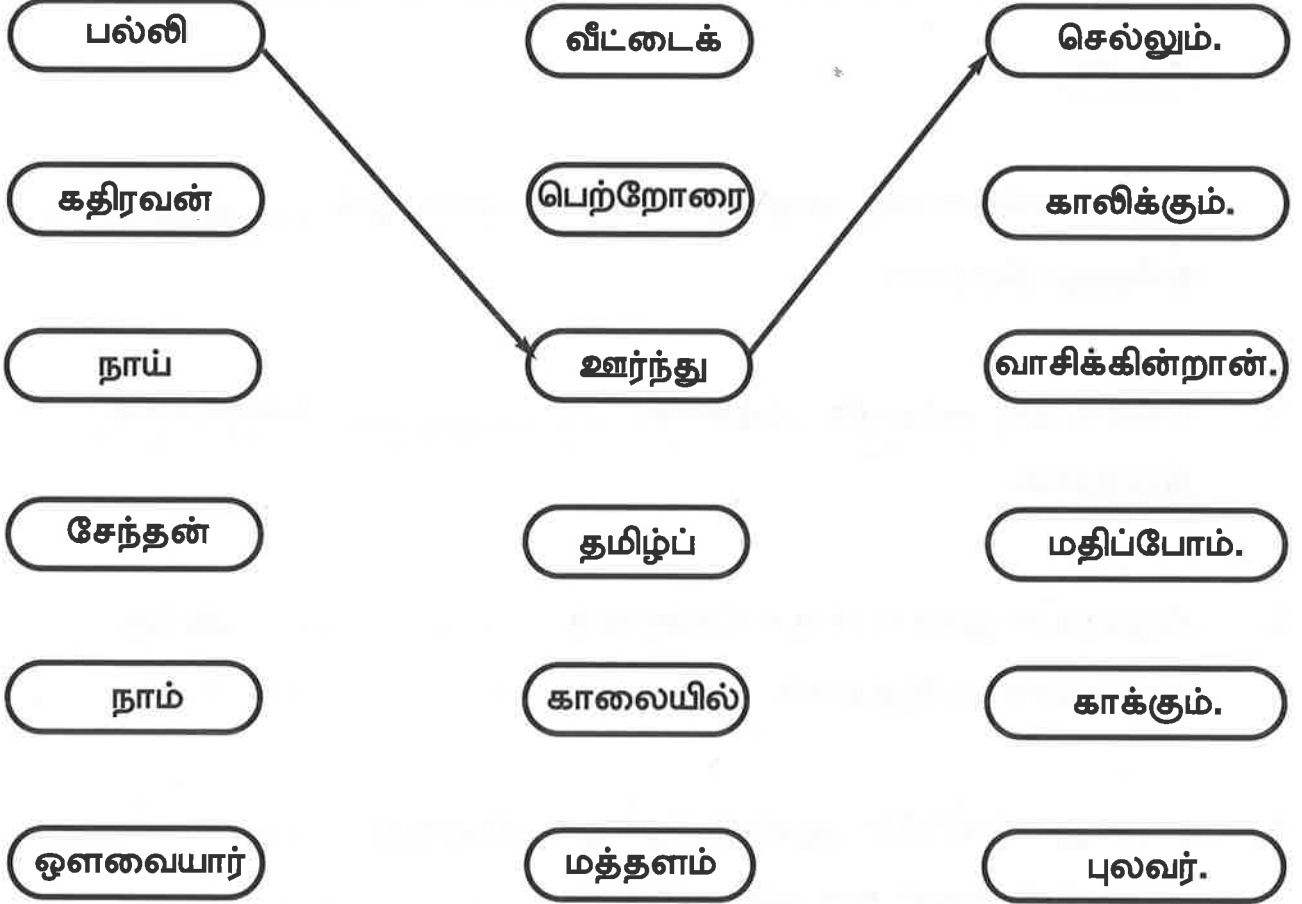 பல்லி வீட்டைக் செல்லும்.
கதிரவன் பெற்றோரை காலிக்கும்.
நாய் ஊர்ந்து வாசிக்கின்றான்.
சேந்தன் தமிழ்ப் மதிப்போம்.
நாம் காலையில் காக்கும்.
ஔவையார் மத்தளம் புலவர்.